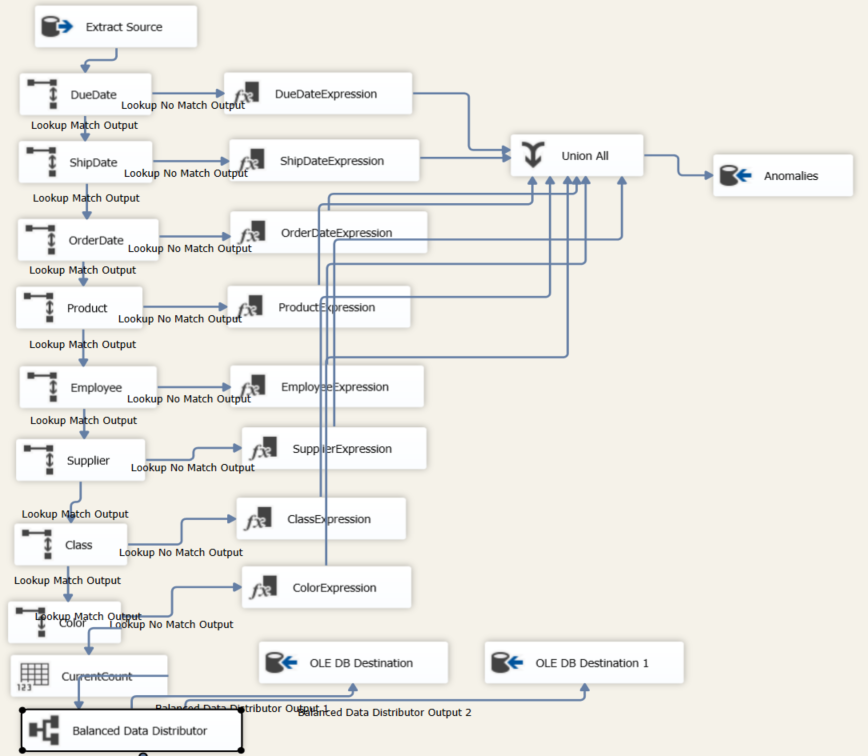 Extract Source
DueDate
Lookup No Match Output
DueDateExpression
Lookup Match Output
ShipDate
Lookup No Match Output
ShipDateExpression
Union All
Anomalies
Lookup Match Output
OrderDate
Lookup No Match Output
OrderDateExpression
Lookup Match Output
Product
Lookup No Match Output
ProductExpression
Lookup Match Output
Employee
Lookup No Match Output
EmployeeExpression
Lookup Match Output
Supplier
Lookup No Match Output
SupplierExpression
Lookup Match Output
Class
Lookup No Match Output
ClassExpression
Lookup Match Output
Color
Lookup Match Output
Lookup No Match Output
ColorExpression
CurrentCount
123
OLE DB Destination
OLE DB Destination 1
Balanced Data Distributor Output 1
Balanced Data Distributor Output 2
Balanced Data Distributor